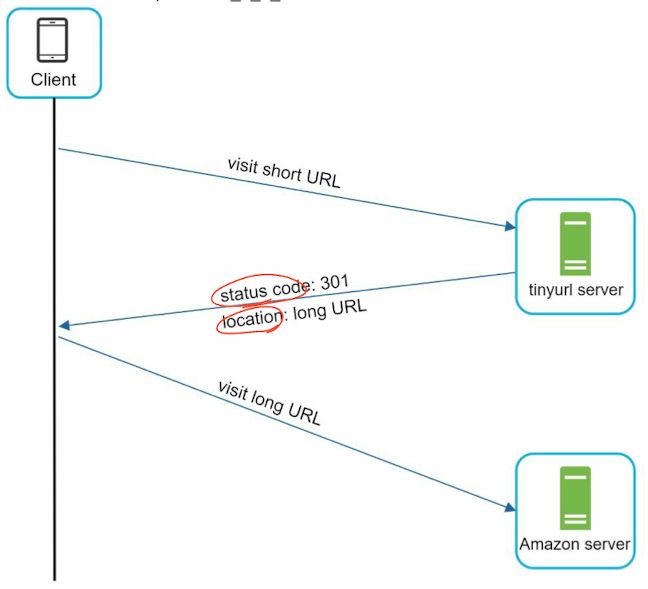 Client
visit short URL
tinyurl server
status code: 301
location: long URL
visit long URL
Amazon server